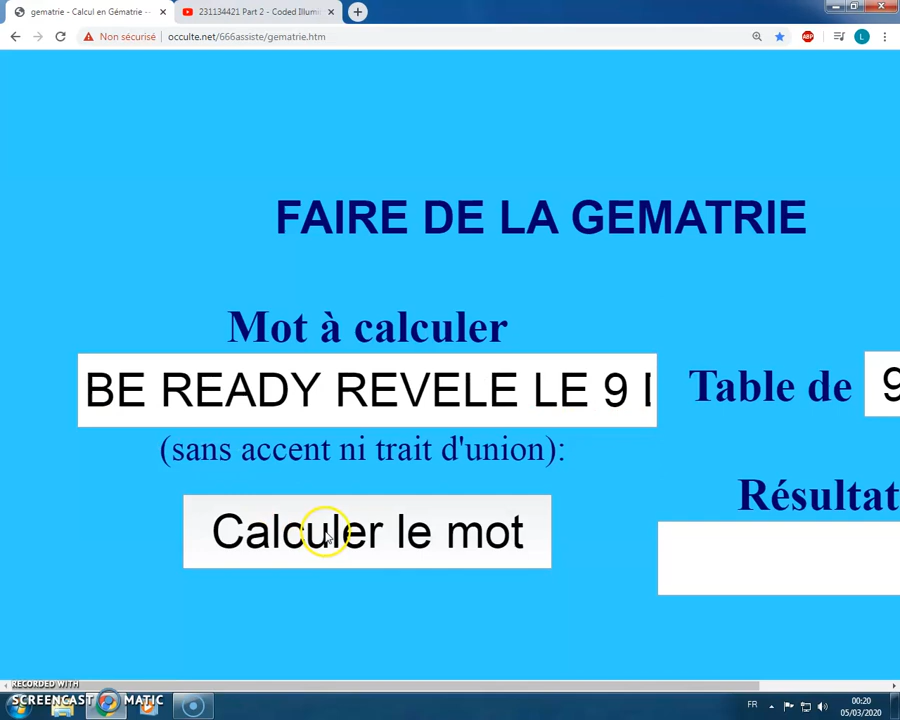 gematrie - Calcul en Gématrie -
231134421 Part 2 - Coded Illumi
Non sécurisé
occulte.net/666assiste/gematrie.htm
ABP
L
FAIRE DE LA GEMATRIE
Mot à calculer
BE READY REVELE LE 9
Table de 9
(sans accent ni trait d'union):
Résultat
Calculer le mot
RECORDED WITH
SCREENCAST MATIC
FR
00:20
05/03/2020